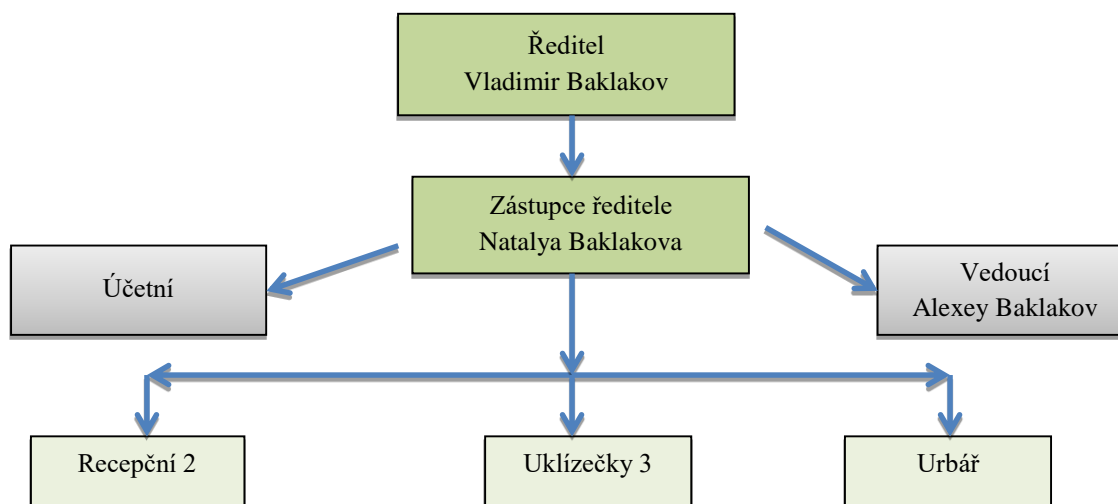 Ředitel
Vladimir Baklakov
Zástupce ředitele
Natalya Baklakova
Účetní
Vedoucí
Alexey Baklakov
Recepční 2
Uklízečky 3
Urbář